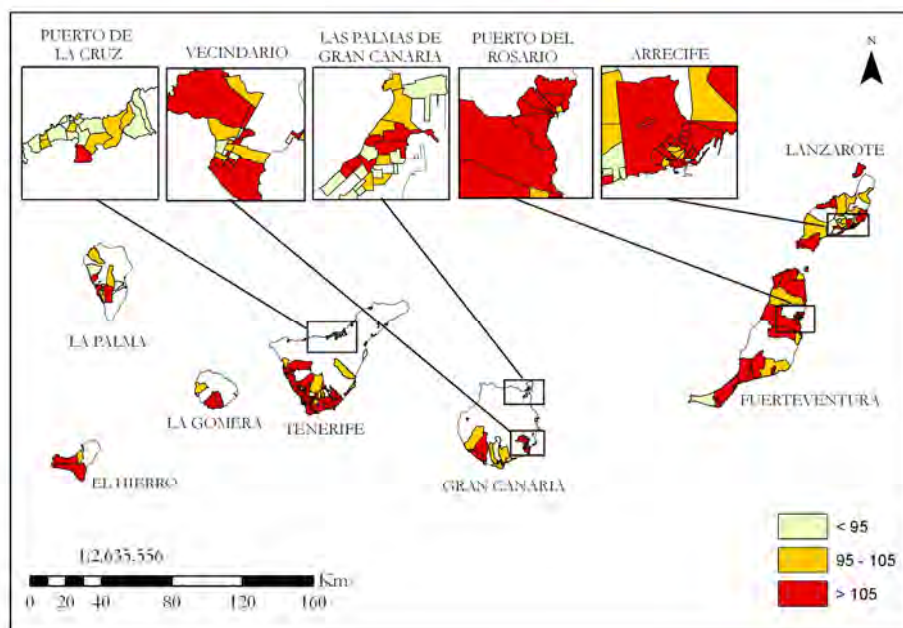 PUERTO DE
LA CRUZ
VECINDARIO
LAS PALMAS DE
GRAN CANARIA
PUERTO DEL
ROSARIO
ARRECIFE
N
LANZAROTE
LA PALMA
LA GOMERA
TENERIFE
FUERTEVENTURA
EL HIERRO
GRAN CANARIA
< 95
95 - 105
> 105
1:2.635.556
Km
0 20 40 80 120 160